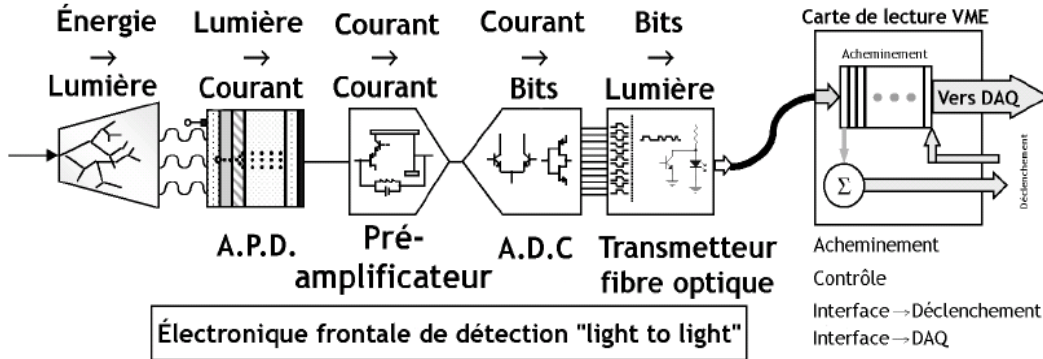 Énergie
→
Lumière
Lumière
→
Courant
Courant
→
Courant
Courant
→
Bits
Bits
→
Lumière
A.P.D.
Pré-
amplificateur
A.D.C
Transmetteur
fibre optique
Électronique frontale de détection "light to light"
Carte de lecture VME
Acheminement
Vers DAQ
Σ
Déclenchement
Acheminement
Contrôle
Interface → Déclenchement
Interface → DAQ